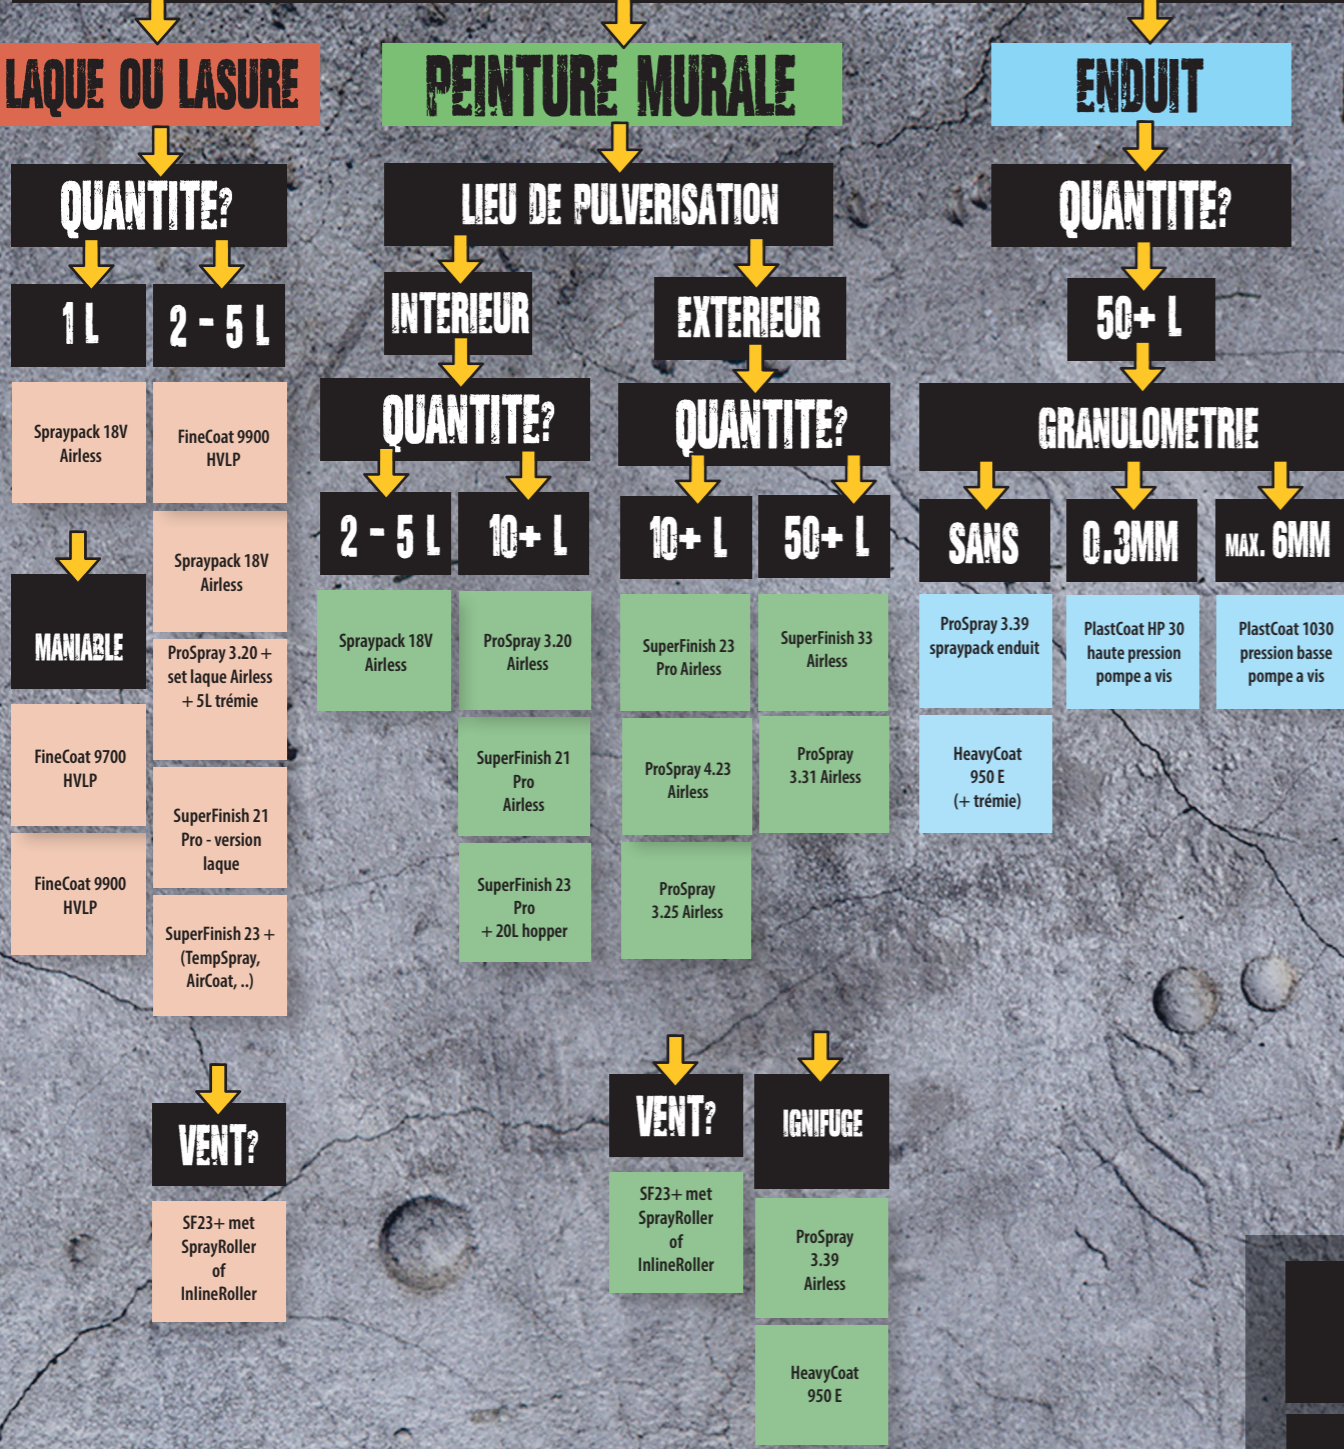 LAQUE OU LASURE
QUANTITE?
1 L
2 - 5 L
Spraypack 18V
Airless
MANIABLE
FineCoat 9700
HVLP
FineCoat 9900
HVLP
FineCoat 9900
HVLP
Spraypack 18V
Airless
ProSpray 3.20 +
set laque Airless
+ 5L trémie
SuperFinish 21
Pro - version
laque
SuperFinish 23 +
(TempSpray,
AirCoat, ..)
VENT?
SF23+ met
SprayRoller
of
InlineRoller
PEINTURE MURALE
LIEU DE PULVERISATION
INTERIEUR
QUANTITE?
2 - 5 L
10+ L
Spraypack 18V
Airless
ProSpray 3.20
Airless
SuperFinish 21
Pro
Airless
SuperFinish 23
Pro
+ 20L hopper
EXTERIEUR
QUANTITE?
10+ L
50+ L
SuperFinish 23
Pro Airless
ProSpray 4.23
Airless
ProSpray
3.25 Airless
SuperFinish 33
Airless
ProSpray
3.31 Airless
VENT?
SF23+ met
SprayRoller
of
InlineRoller
IGNIFUGE
ProSpray
3.39
Airless
HeavyCoat
950 E
ENDUIT
QUANTITE?
50+ L
GRANULOMETRIE
SANS
0.3MM
MAX. 6MM
ProSpray 3.39
spraypack enduit
HeavyCoat
950 E
(+ trémie)
PlastCoat HP 30
haute pression
pompe a vis
PlastCoat 1030
pression basse
pompe a vis